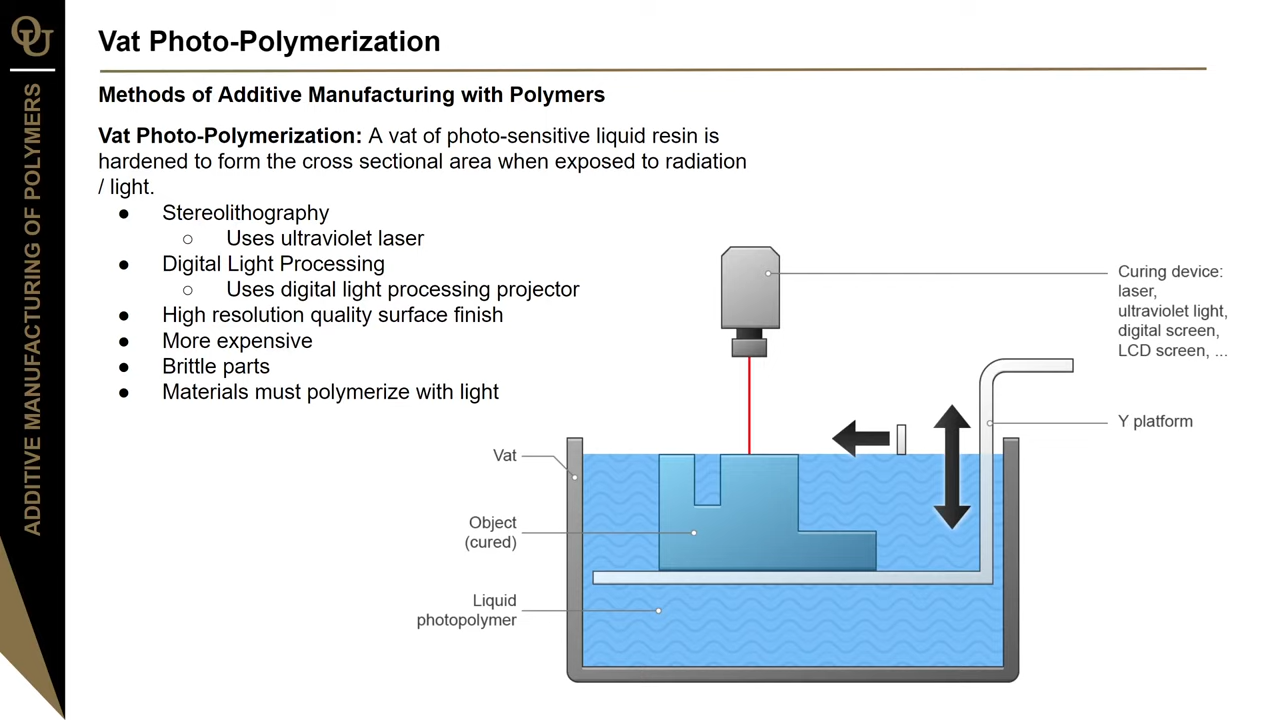 OU
ADDITIVE MANUFACTURING OF POLYMERS
Vat Photo-Polymerization
Methods of Additive Manufacturing with Polymers
Vat Photo-Polymerization: A vat of photo-sensitive liquid resin is
hardened to form the cross sectional area when exposed to radiation
/ light.
● Stereolithography
○ Uses ultraviolet laser
● Digital Light Processing
○ Uses digital light processing projector
● High resolution quality surface finish
● More expensive
● Brittle parts
● Materials must polymerize with light
Curing device:
laser,
ultraviolet light,
digital screen,
LCD screen, ...
Y platform
Vat
Object
(cured)
Liquid
photopolymer